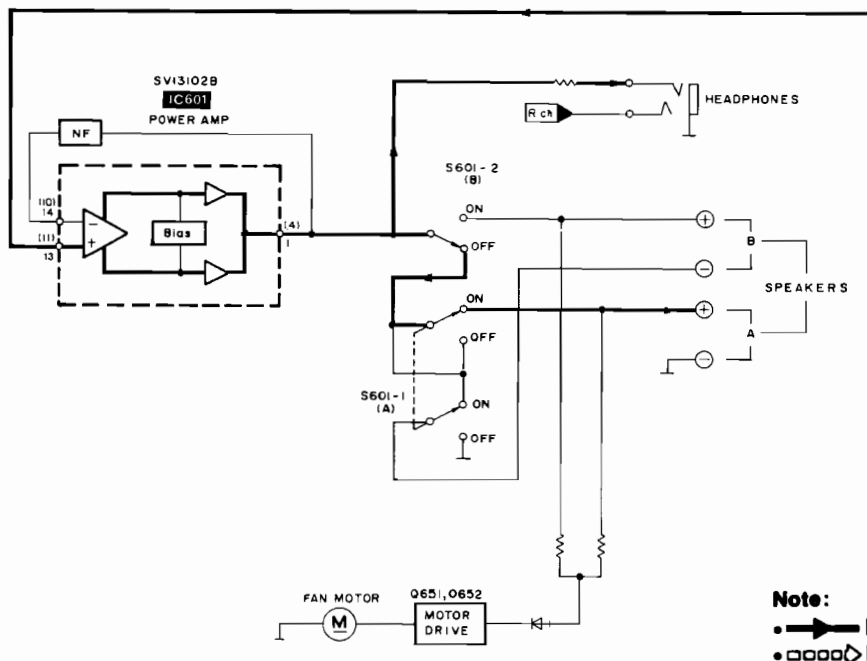 SVI3102B
IC601
POWER AMP
NF
(10)
14
(11)
13
Bias
(4)
1
R ch
HEADPHONES
S601-2
(B)
ON
OFF
ON
OFF
S601-1
(A)
ON
OFF
+
B
−
SPEAKERS
+
A
−
FAN MOTOR
M
Q651, Q652
MOTOR
DRIVE
Note: